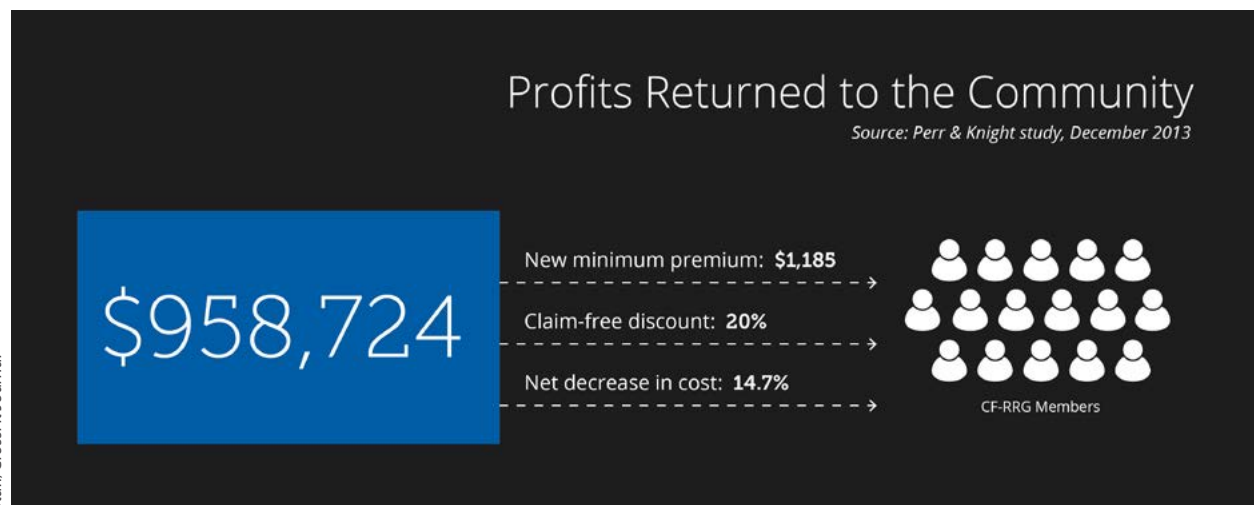 Profits Returned to the Community
Source: Perr & Knight study, December 2013
$958,724
New minimum premium: $1,185
Claim-free discount: 20%
Net decrease in cost: 14.7%
CF-RRG Members